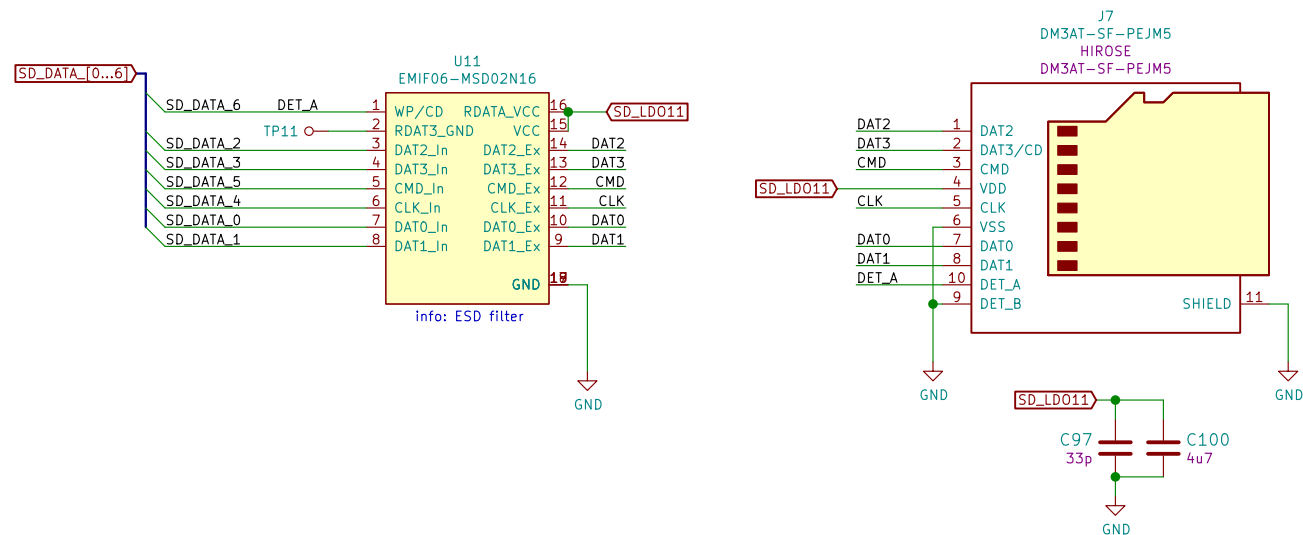 J7
DM3AT-SF-PEJM5
HIROSE
DM3AT-SF-PEJM5
U11
EMIF06-MSD02N16
SD_DATA_[0...6]
SD_DATA_6 DET_A 1 WP/CD RDATA_VCC 16 SD_LDO11
TP11 2 RDAT3_GND VCC 15
SD_DATA_2 3 DAT2_In DAT2_Ex 14 DAT2
SD_DATA_3 4 DAT3_In DAT3_Ex 13 DAT3
SD_DATA_5 5 CMD_In CMD_Ex 12 CMD
SD_DATA_4 6 CLK_In CLK_Ex 11 CLK
SD_DATA_0 7 DAT0_In DAT0_Ex 10 DAT0
SD_DATA_1 8 DAT1_In DAT1_Ex 9 DAT1
GND
info: ESD filter
GND
DAT2 1 DAT2
DAT3 2 DAT3/CD
CMD 3 CMD
SD_LDO11 4 VDD
CLK 5 CLK
6 VSS
DAT0 7 DAT0
DAT1 8 DAT1
DET_A 10 DET_A
9 DET_B SHIELD 11
GND
GND
SD_LDO11
C97 C100
33p 4u7
GND